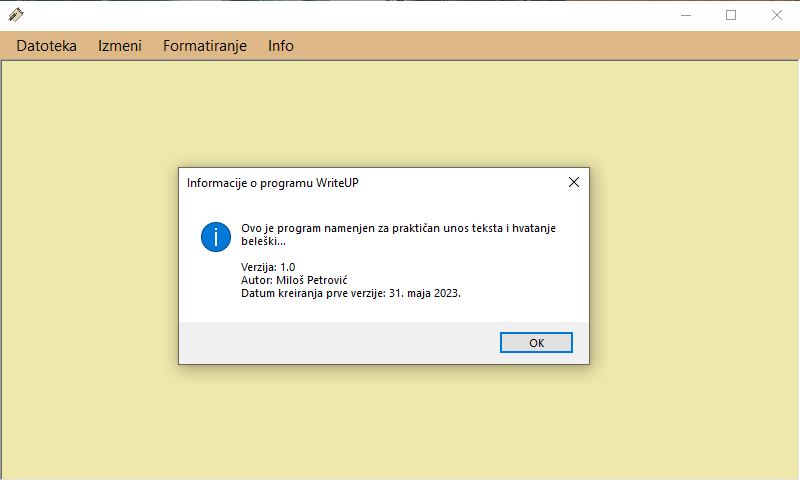 Datoteka Izmeni Formatiranje Info
Informacije o programu WriteUP
Ovo je program namenjen za praktičan unos teksta i hvatanje
beleški...
Verzija: 1.0
Autor: Miloš Petrović
Datum kreiranja prve verzije: 31. maja 2023.
OK